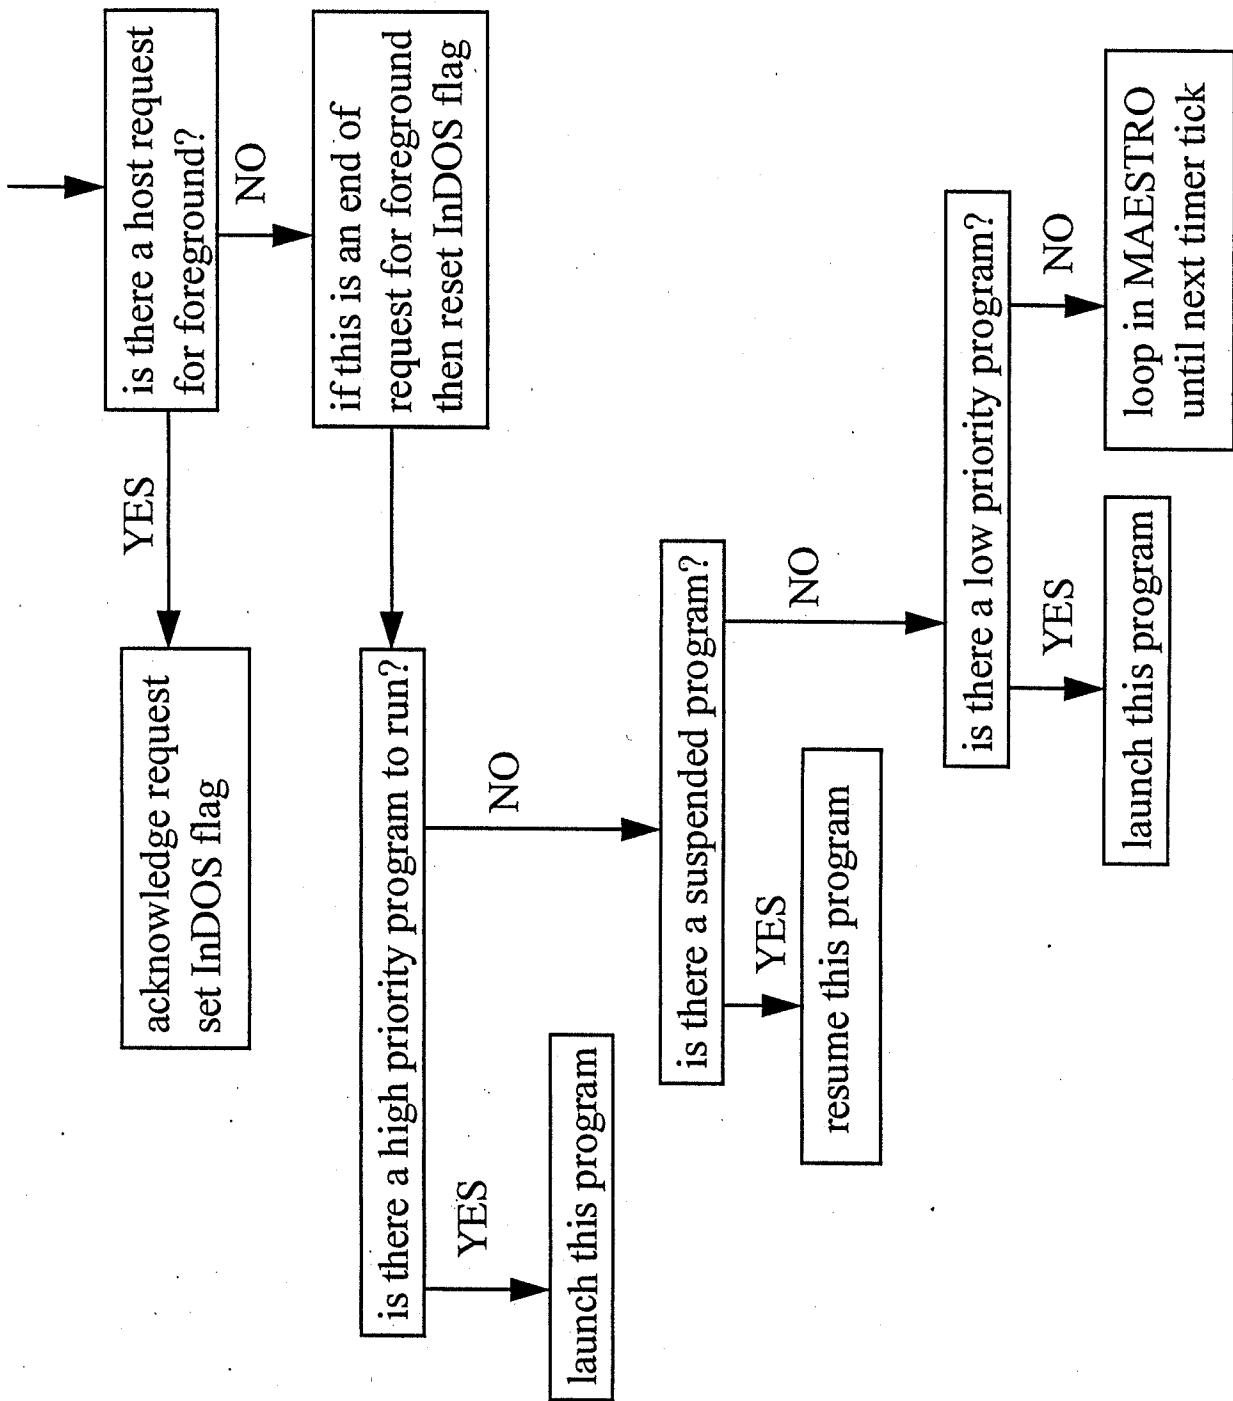 is there a host request
for foreground?
YES
NO
acknowledge request
set InDOS flag
if this is an end of
request for foreground
then reset InDOS flag
is there a high priority program to run?
YES
NO
launch this program
is there a suspended program?
YES
NO
resume this program
is there a low priority program?
YES
NO
launch this program
loop in MAESTRO
until next timer tick